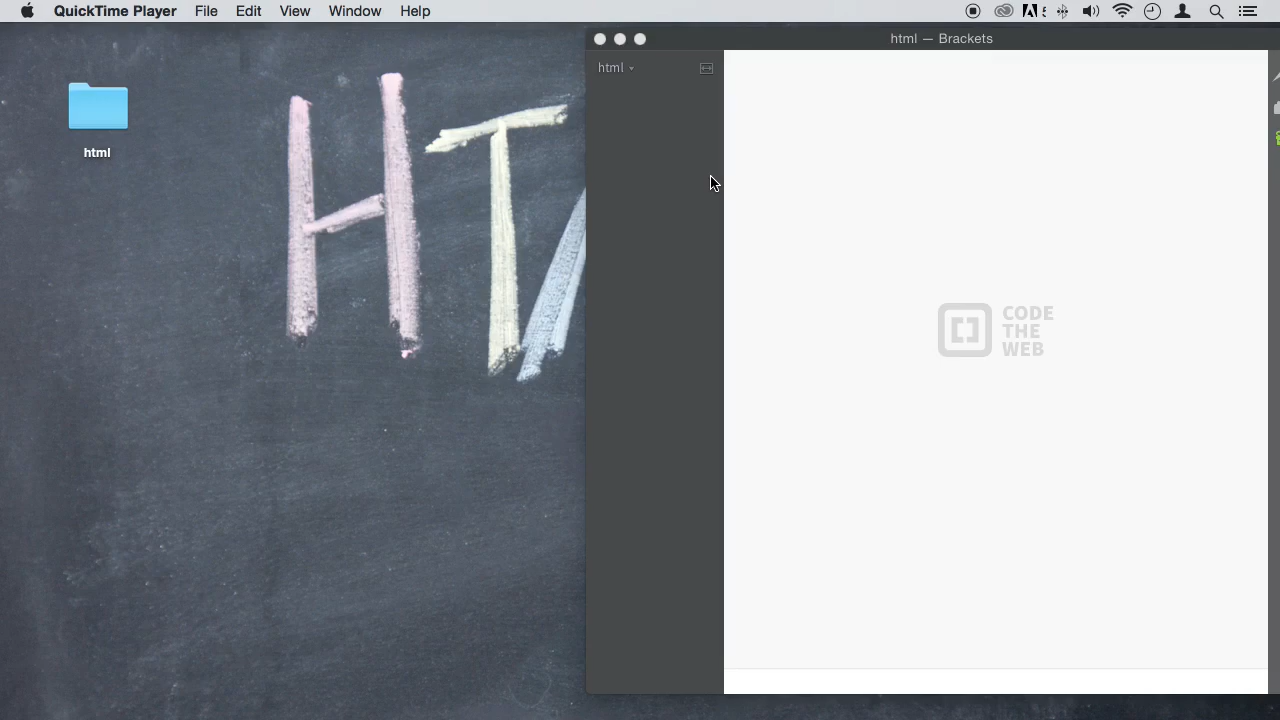 QuickTime Player File Edit View Window Help
html — Brackets
html
html
HT
CODE
THE
WEB